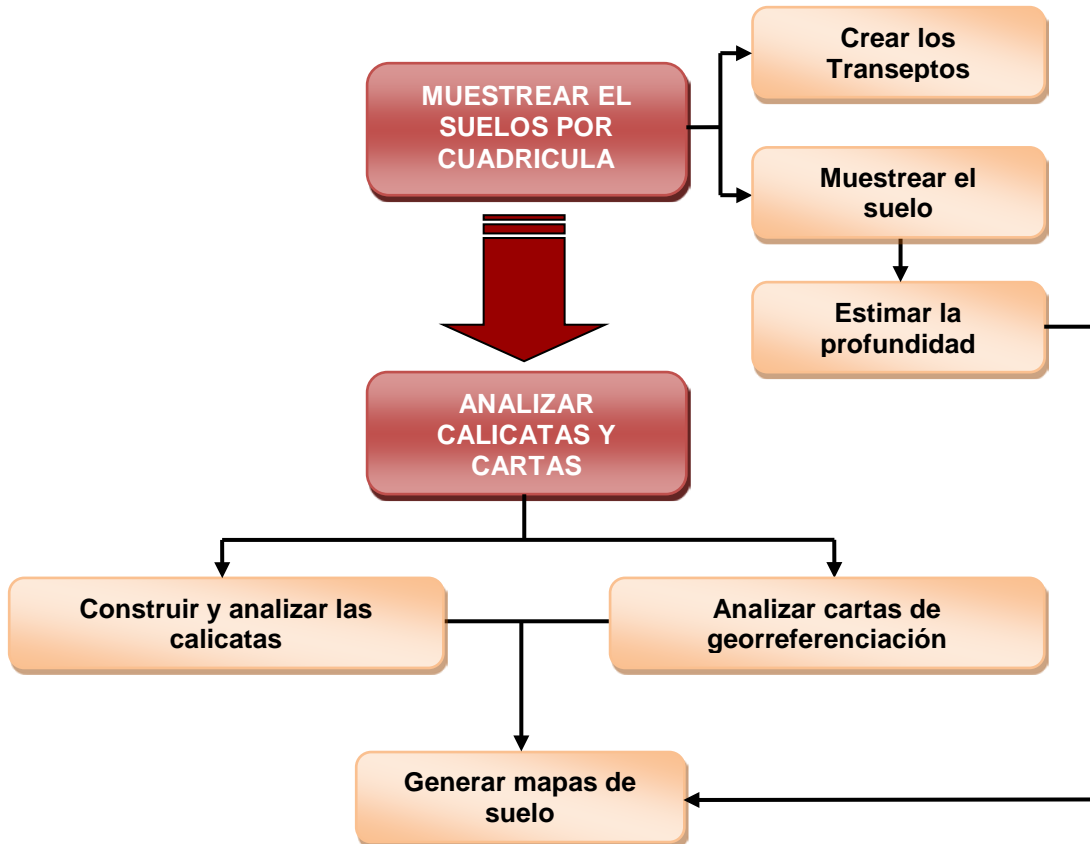 MUESTREAR EL
SUELOS POR
CUADRICULA
Crear los
Transeptos
Muestrear el
suelo
Estimar la
profundidad
ANALIZAR
CALICATAS Y
CARTAS
Construir y analizar las
calicatas
Analizar cartas de
georreferenciación
Generar mapas de
suelo